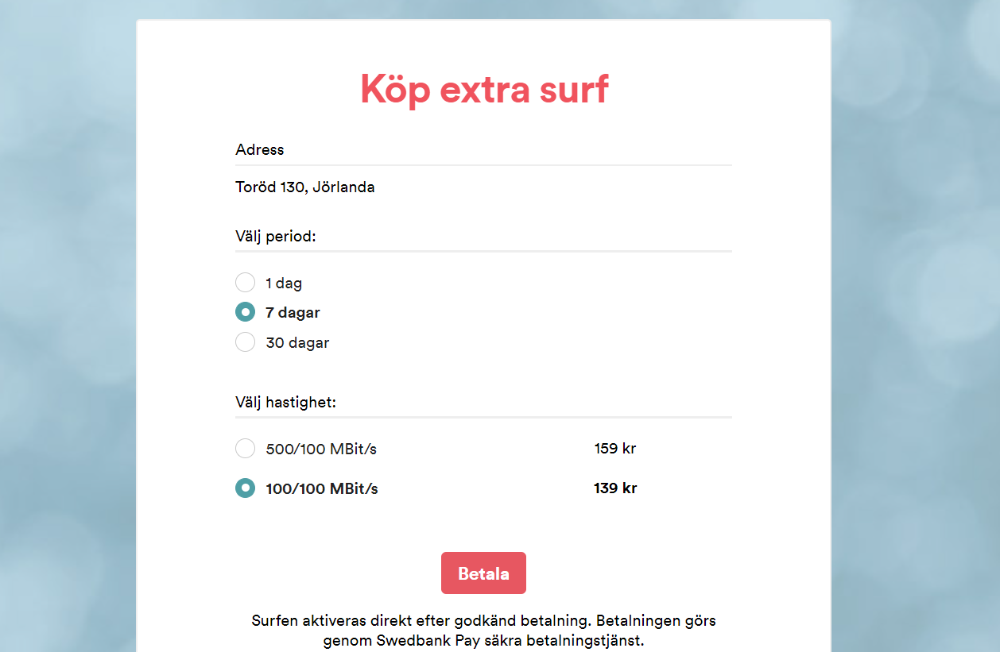 Köp extra surf
Adress
Toröd 130, Jörlanda
Välj period:
1 dag
7 dagar
30 dagar
Välj hastighet:
500/100 MBit/s 159 kr
100/100 MBit/s 139 kr
Betala
Surfen aktiveras direkt efter godkänd betalning. Betalningen görs
genom Swedbank Pay säkra betalningstjänst.